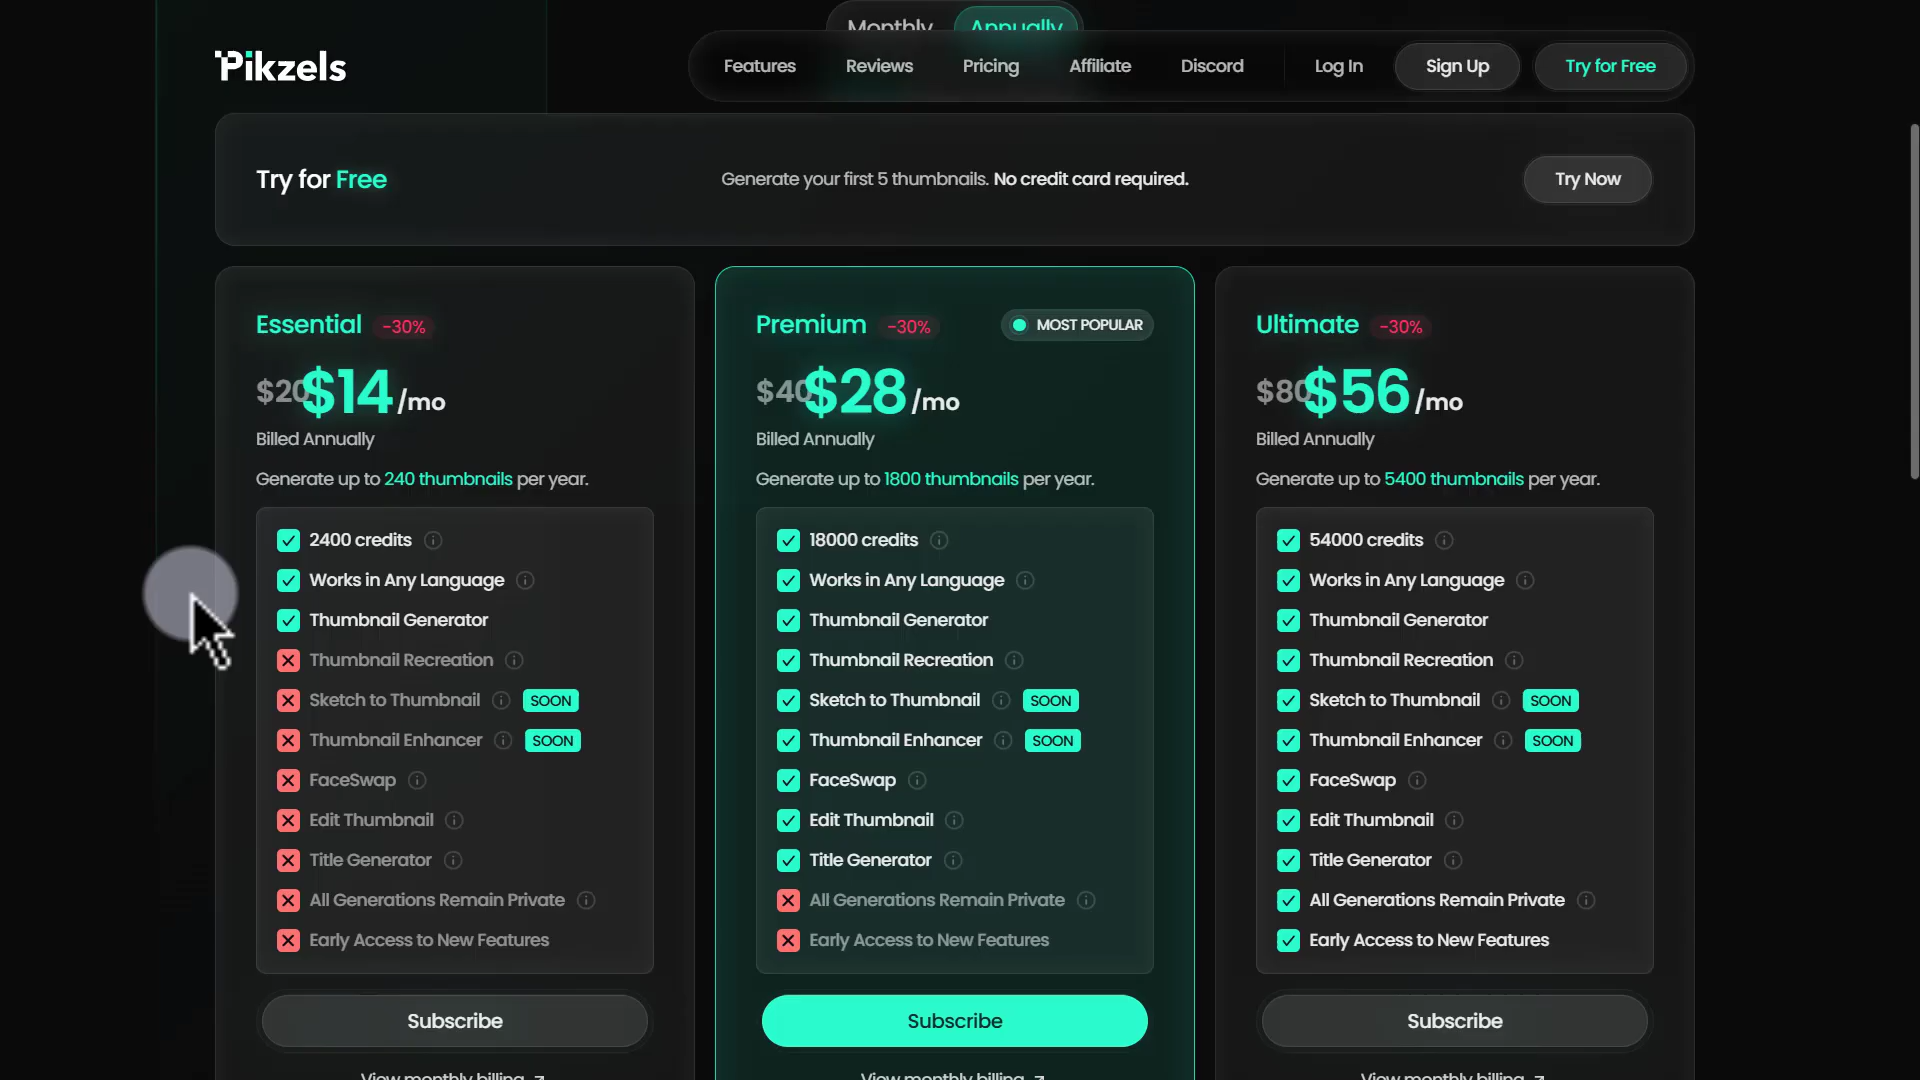 Monthly Annually
Pikzels
Features Reviews Pricing Affiliate Discord Log In Sign Up Try for Free
Try for Free
Generate your first 5 thumbnails. No credit card required.
Try Now
Essential -30%
$20 $14 /mo
Billed Annually
Generate up to 240 thumbnails per year.
2400 credits
Works in Any Language
Thumbnail Generator
Thumbnail Recreation
Sketch to Thumbnail SOON
Thumbnail Enhancer SOON
FaceSwap
Edit Thumbnail
Title Generator
All Generations Remain Private
Early Access to New Features
Subscribe
View monthly billing
Premium -30% MOST POPULAR
$40 $28 /mo
Billed Annually
Generate up to 1800 thumbnails per year.
18000 credits
Works in Any Language
Thumbnail Generator
Thumbnail Recreation
Sketch to Thumbnail SOON
Thumbnail Enhancer SOON
FaceSwap
Edit Thumbnail
Title Generator
All Generations Remain Private
Early Access to New Features
Subscribe
View monthly billing
Ultimate -30%
$80 $56 /mo
Billed Annually
Generate up to 5400 thumbnails per year.
54000 credits
Works in Any Language
Thumbnail Generator
Thumbnail Recreation
Sketch to Thumbnail SOON
Thumbnail Enhancer SOON
FaceSwap
Edit Thumbnail
Title Generator
All Generations Remain Private
Early Access to New Features
Subscribe
View monthly billing